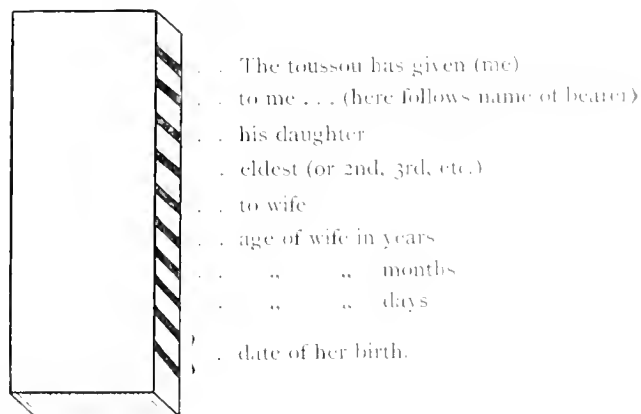 . . The toussou has given (me)
. . to me . . . (here follows name of bearer)
. . his daughter
. eldest (or 2nd, 3rd, etc.)
. . to wife
. . age of wife in years
. . „ „ months
. . „ „ days
. . date of her birth.